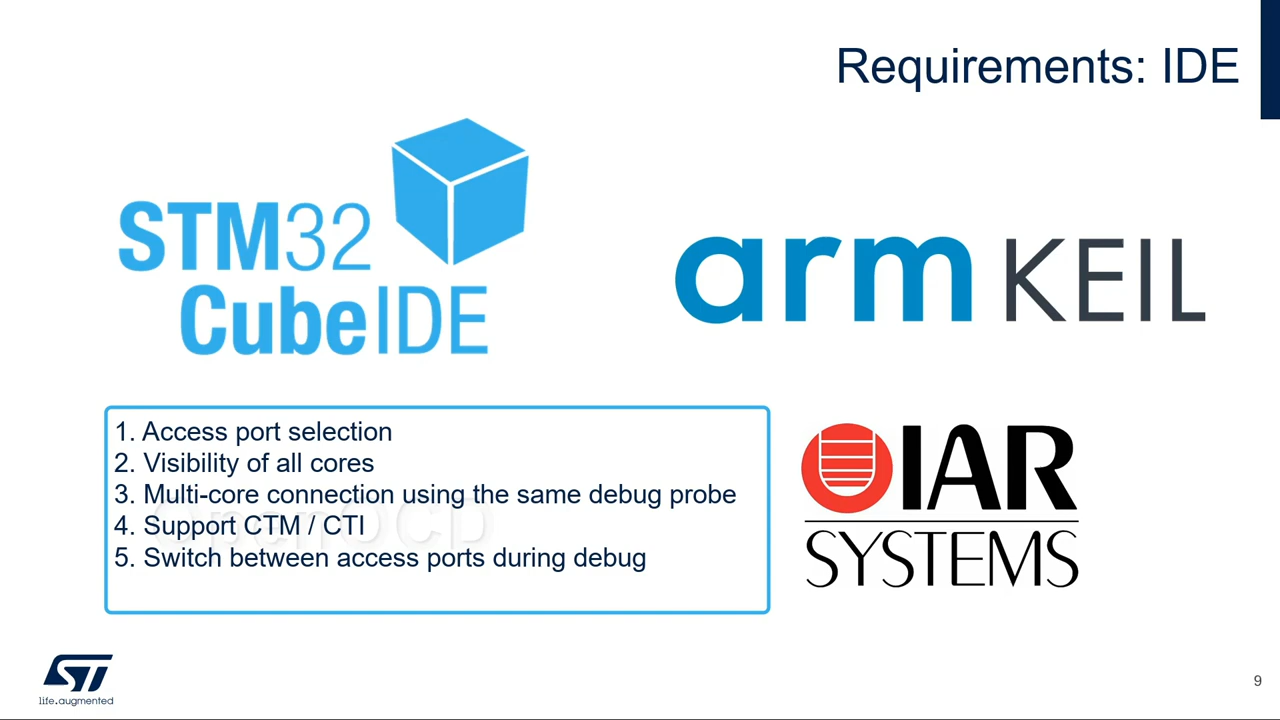 Requirements: IDE
STM32
CubeIDE
arm KEIL
1. Access port selection
2. Visibility of all cores
3. Multi-core connection using the same debug probe
4. Support CTM / CTI
5. Switch between access ports during debug
OpenOCD
IAR
SYSTEMS
ST
life.augmented
9